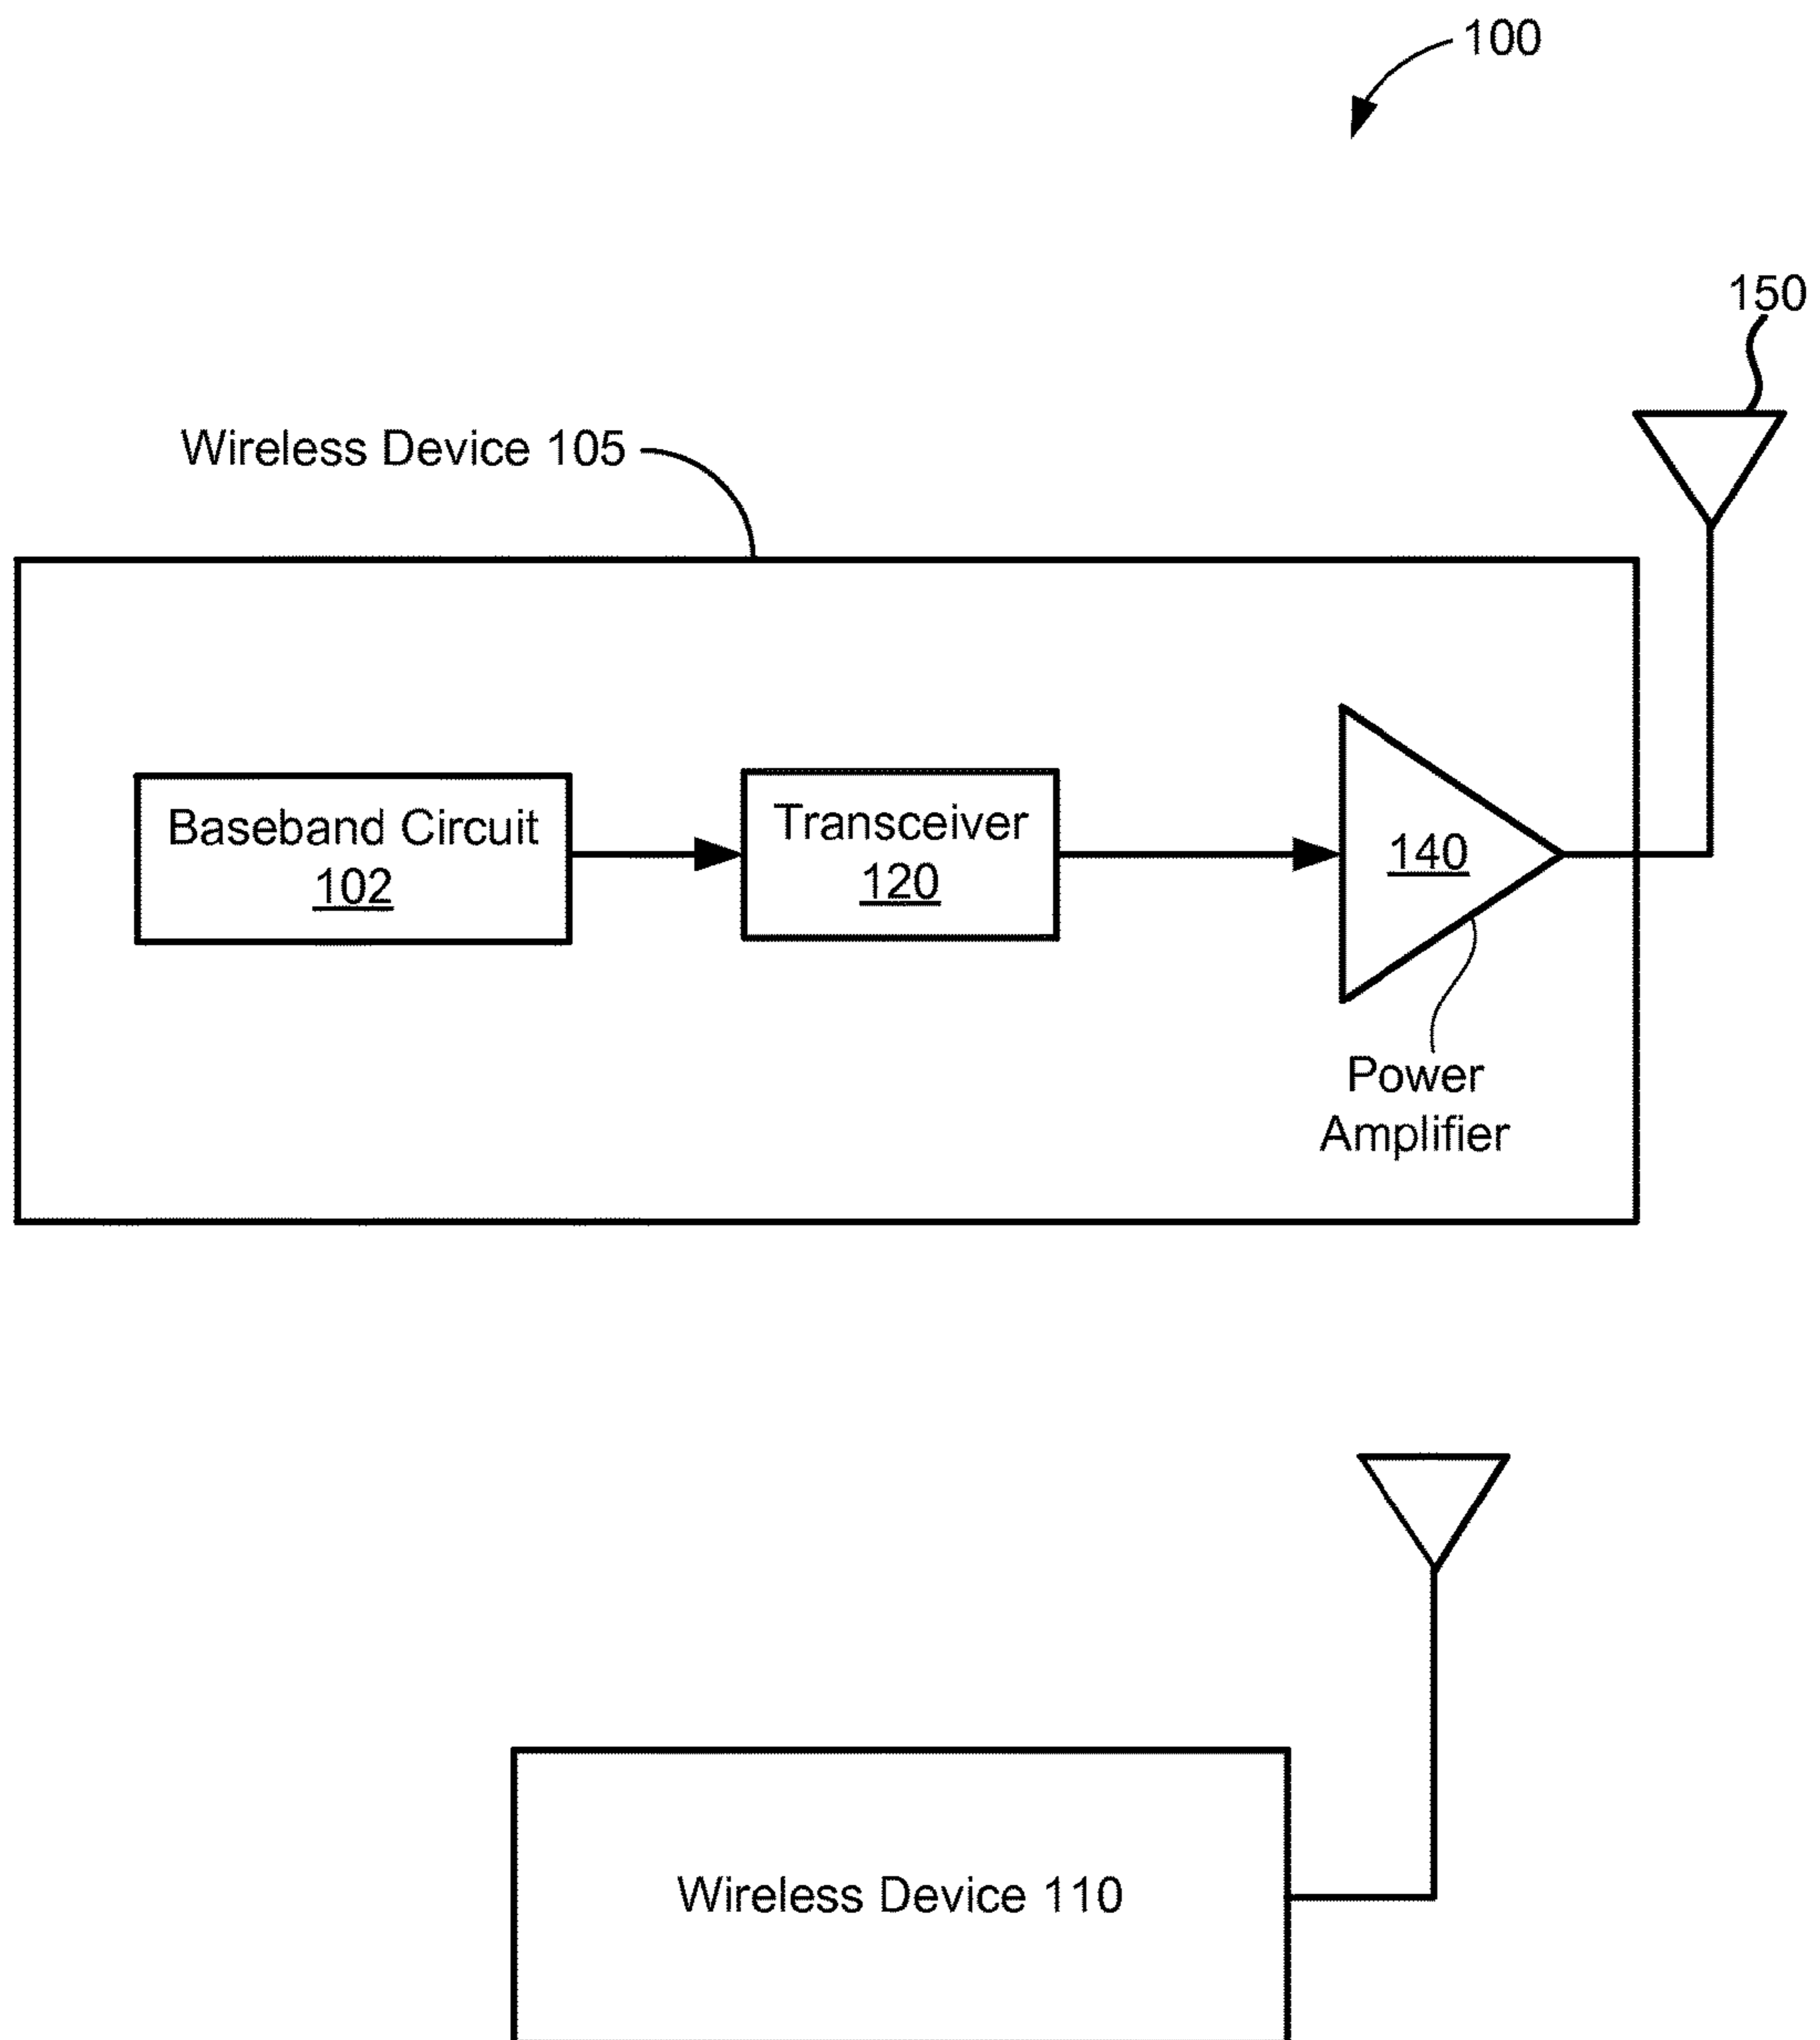 100
150
Wireless Device 105
Baseband Circuit
102
Transceiver
120
140
Power
Amplifier
Wireless Device 110